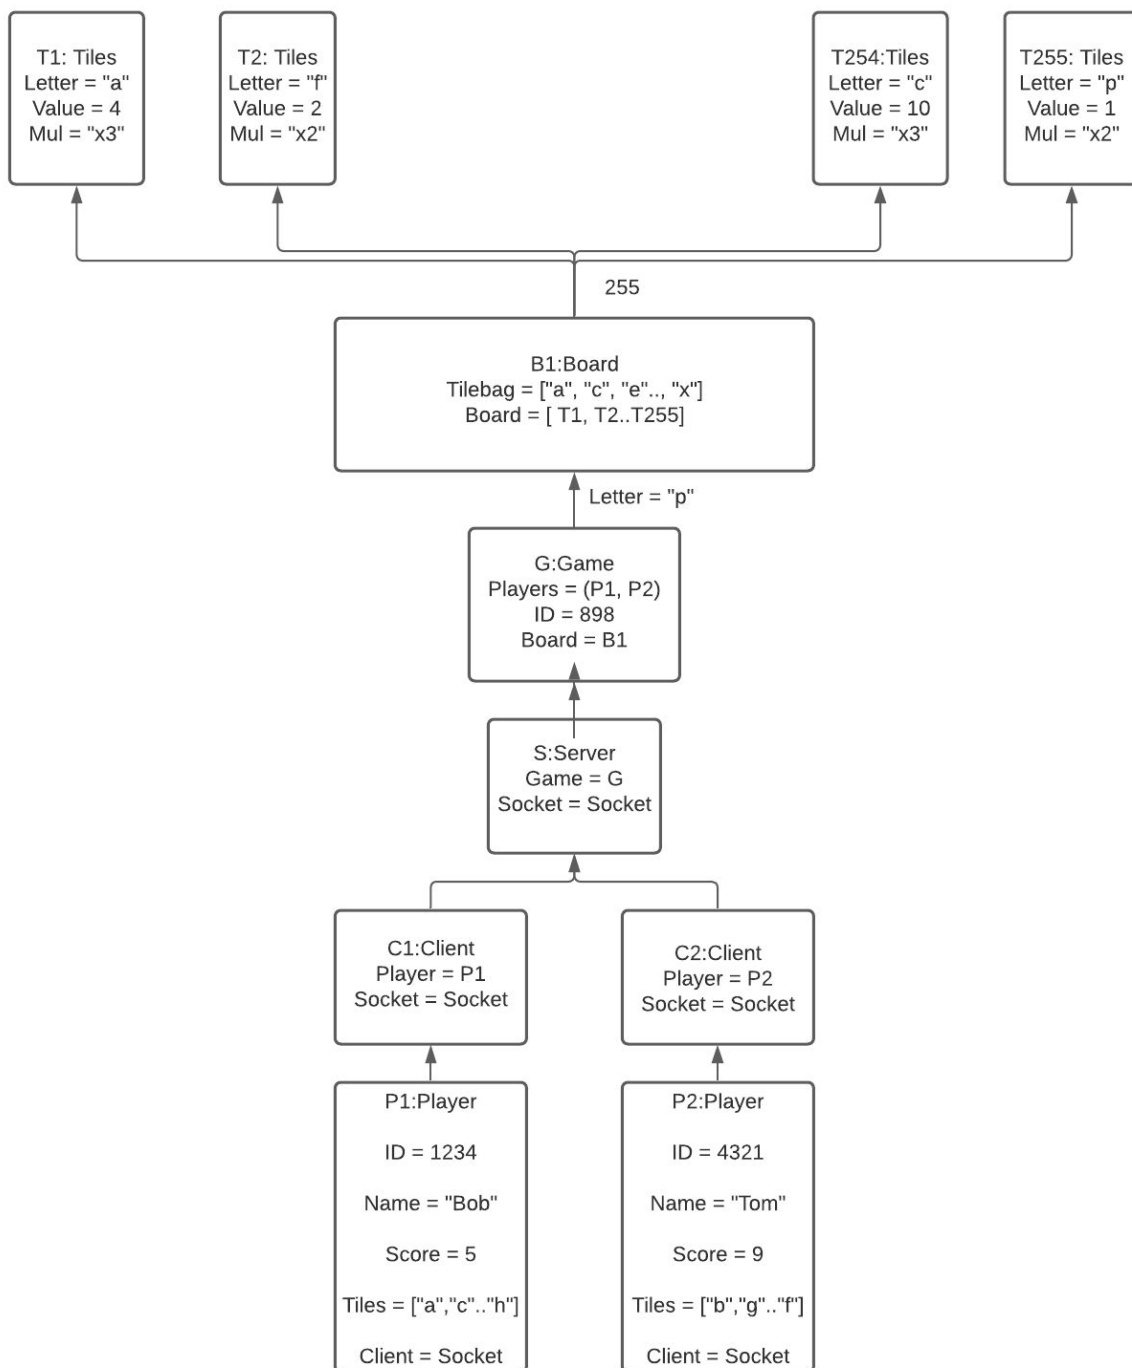 T1: Tiles
Letter = "a"
Value = 4
Mul = "x3"
T2: Tiles
Letter = "f"
Value = 2
Mul = "x2"
T254:Tiles
Letter = "c"
Value = 10
Mul = "x3"
T255: Tiles
Letter = "p"
Value = 1
Mul = "x2"
255
B1:Board
Tilebag = ["a", "c", "e".., "x"]
Board = [ T1, T2..T255]
Letter = "p"
G:Game
Players = (P1, P2)
ID = 898
Board = B1
S:Server
Game = G
Socket = Socket
C1:Client
Player = P1
Socket = Socket
C2:Client
Player = P2
Socket = Socket
P1:Player
ID = 1234
Name = "Bob"
Score = 5
Tiles = ["a","c".."h"]
Client = Socket
P2:Player
ID = 4321
Name = "Tom"
Score = 9
Tiles = ["b","g".."f"]
Client = Socket